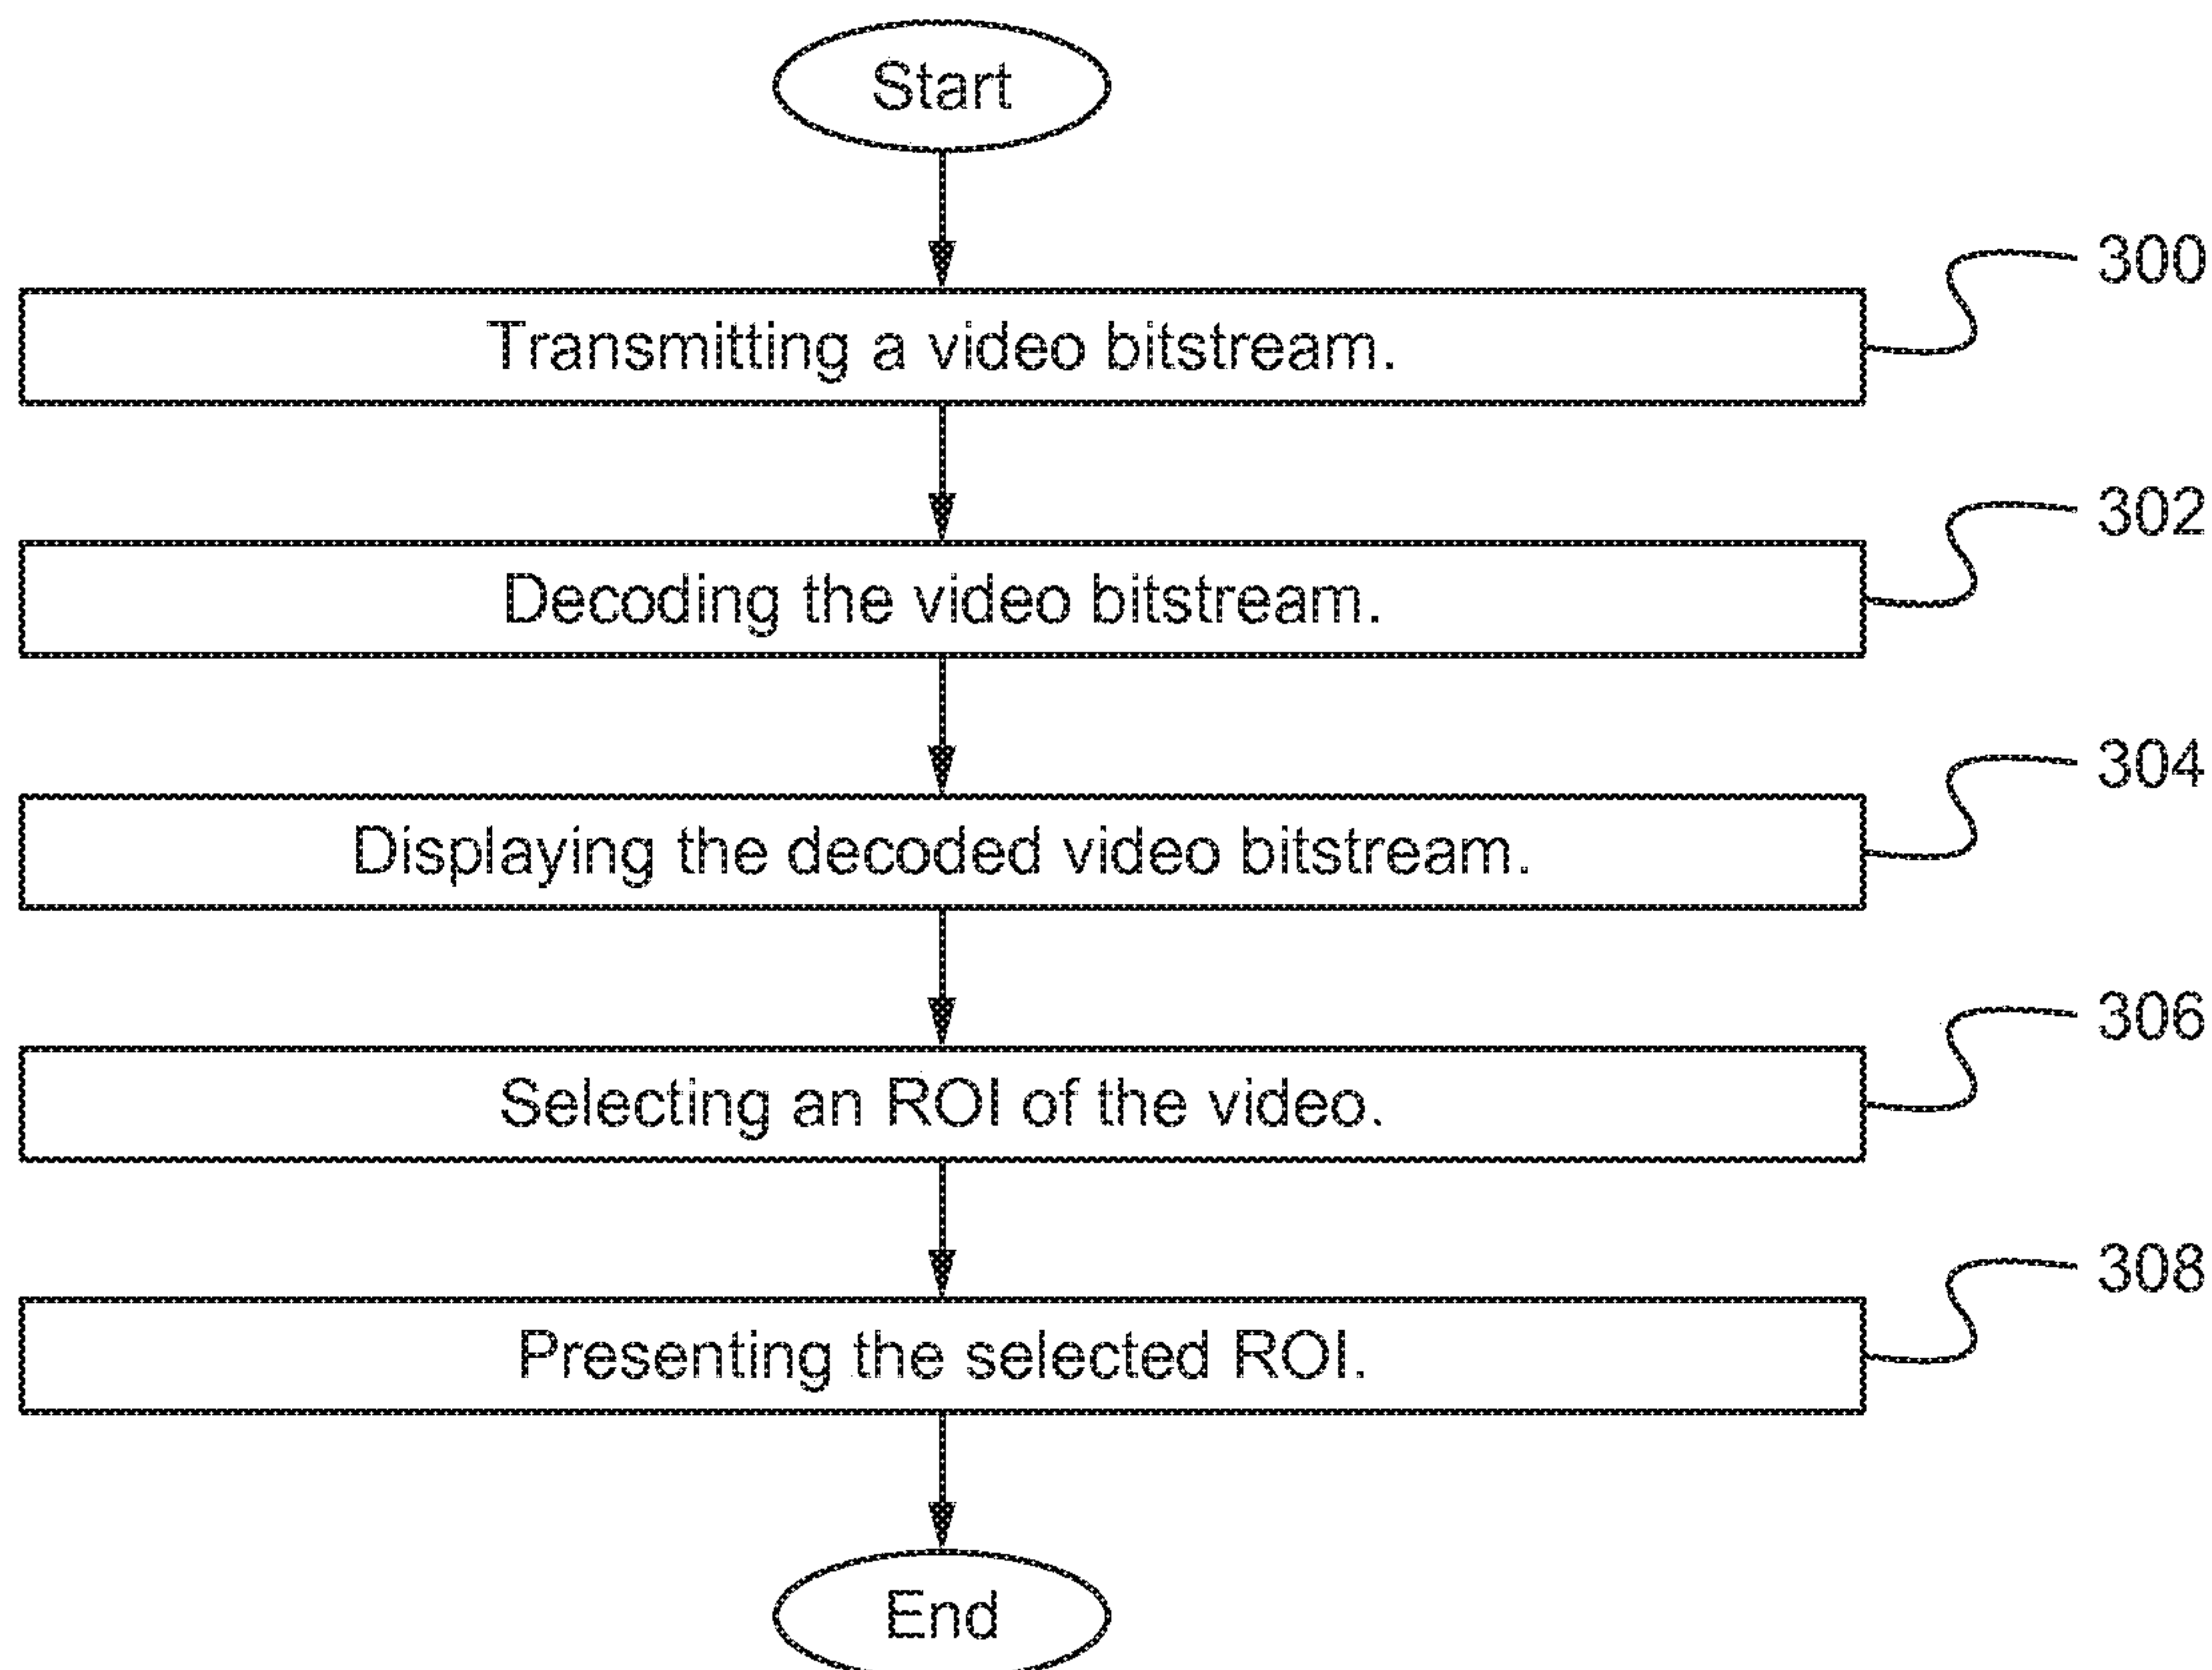 Start
300
Transmitting a video bitstream.
302
Decoding the video bitstream.
304
Displaying the decoded video bitstream.
306
Selecting an ROI of the video.
308
Presenting the selected ROI.
End